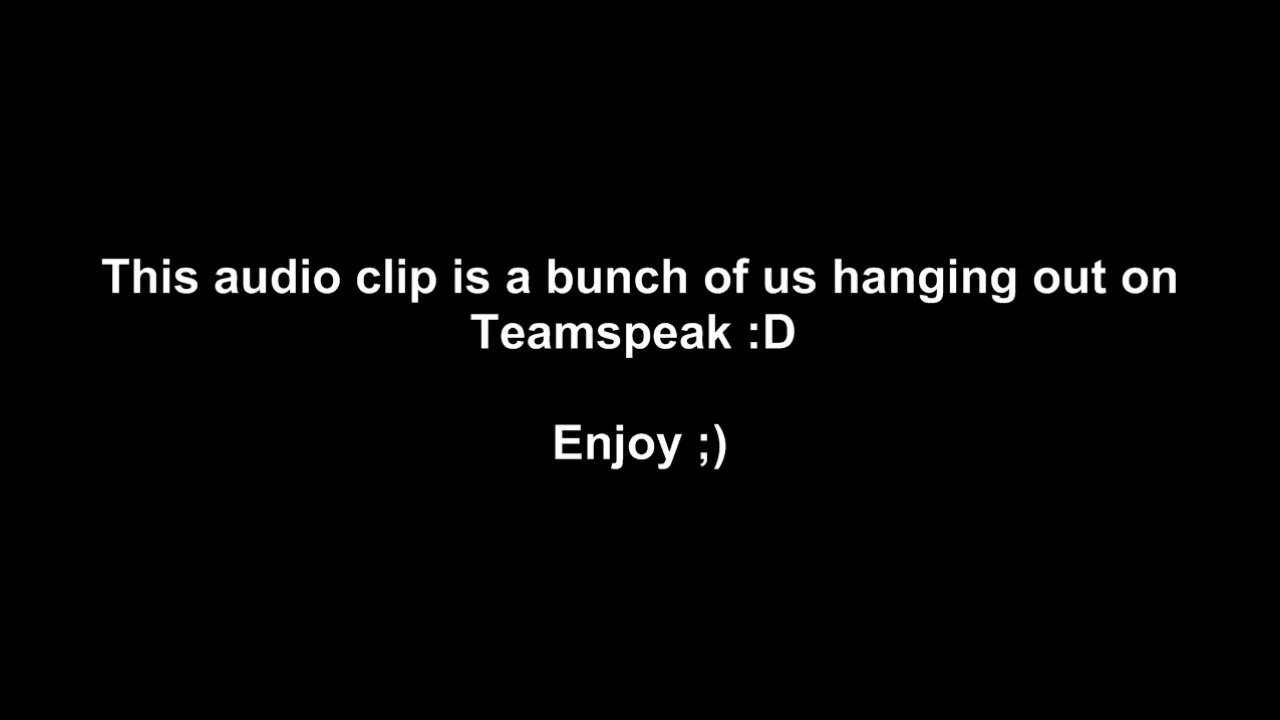 This audio clip is a bunch of us hanging out on
Teamspeak :D
Enjoy ;)